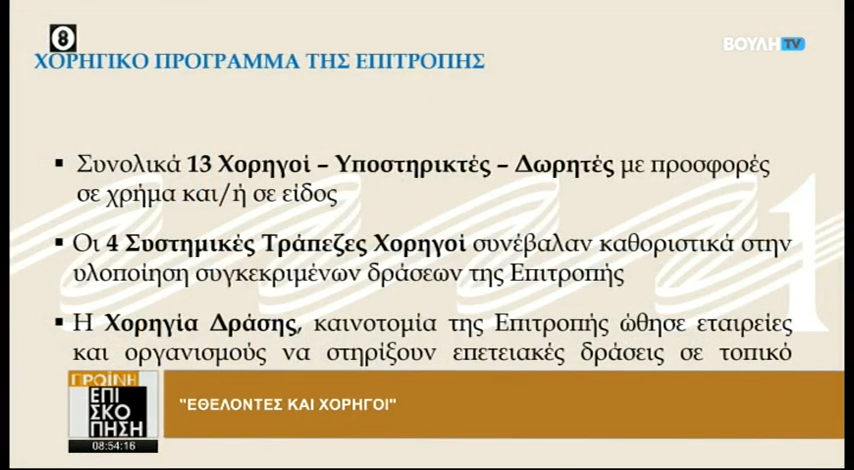 8
ΒΟΥΛΗ TV
ΧΟΡΗΓΙΚΟ ΠΡΟΓΡΑΜΜΑ ΤΗΣ ΕΠΙΤΡΟΠΗΣ
▪ Συνολικά 13 Χορηγοί – Υποστηρικτές – Δωρητές με προσφορές
σε χρήμα και/ή σε είδος
▪ Οι 4 Συστημικές Τράπεζες Χορηγοί συνέβαλαν καθοριστικά στην
υλοποίηση συγκεκριμένων δράσεων της Επιτροπής
▪ Η Χορηγία Δράσης, καινοτομία της Επιτροπής ώθησε εταιρείες
και οργανισμούς να στηρίξουν επετειακές δράσεις σε τοπικό
ΠΡΩΪΝΗ
ΕΠΙ
ΣΚΟ
ΠΗΣΗ
08:54:16
"ΕΘΕΛΟΝΤΕΣ ΚΑΙ ΧΟΡΗΓΟΙ"